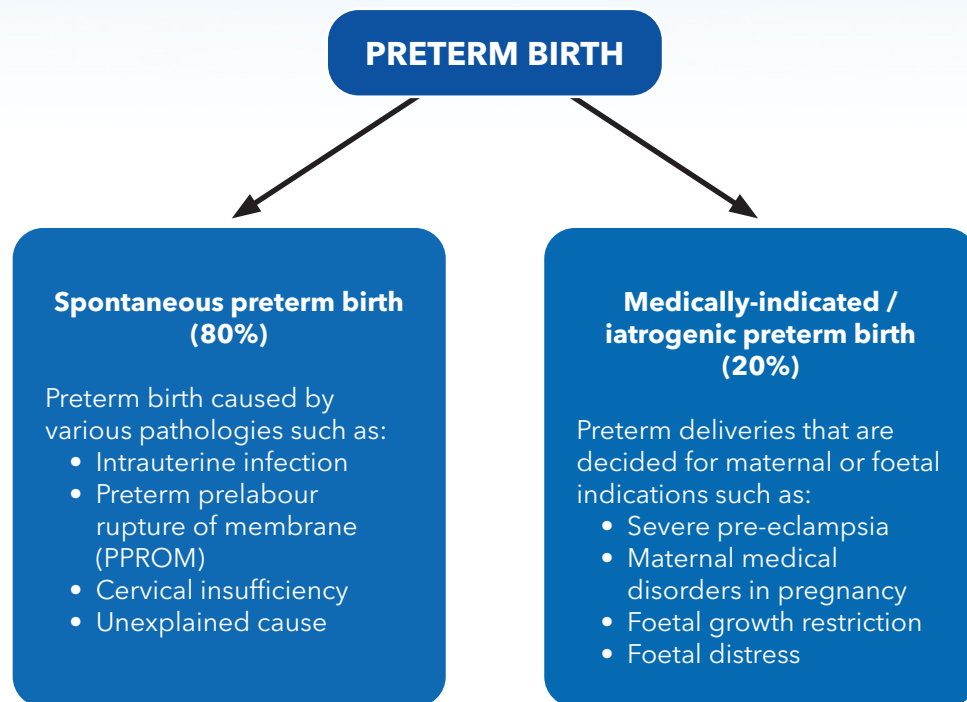 PRETERM BIRTH
Spontaneous preterm birth
(80%)
Preterm birth caused by
various pathologies such as:
• Intrauterine infection
• Preterm prelabour
rupture of membrane
(PPROM)
• Cervical insufficiency
• Unexplained cause
Medically-indicated /
iatrogenic preterm birth
(20%)
Preterm deliveries that are
decided for maternal or foetal
indications such as:
• Severe pre-eclampsia
• Maternal medical
disorders in pregnancy
• Foetal growth restriction
• Foetal distress